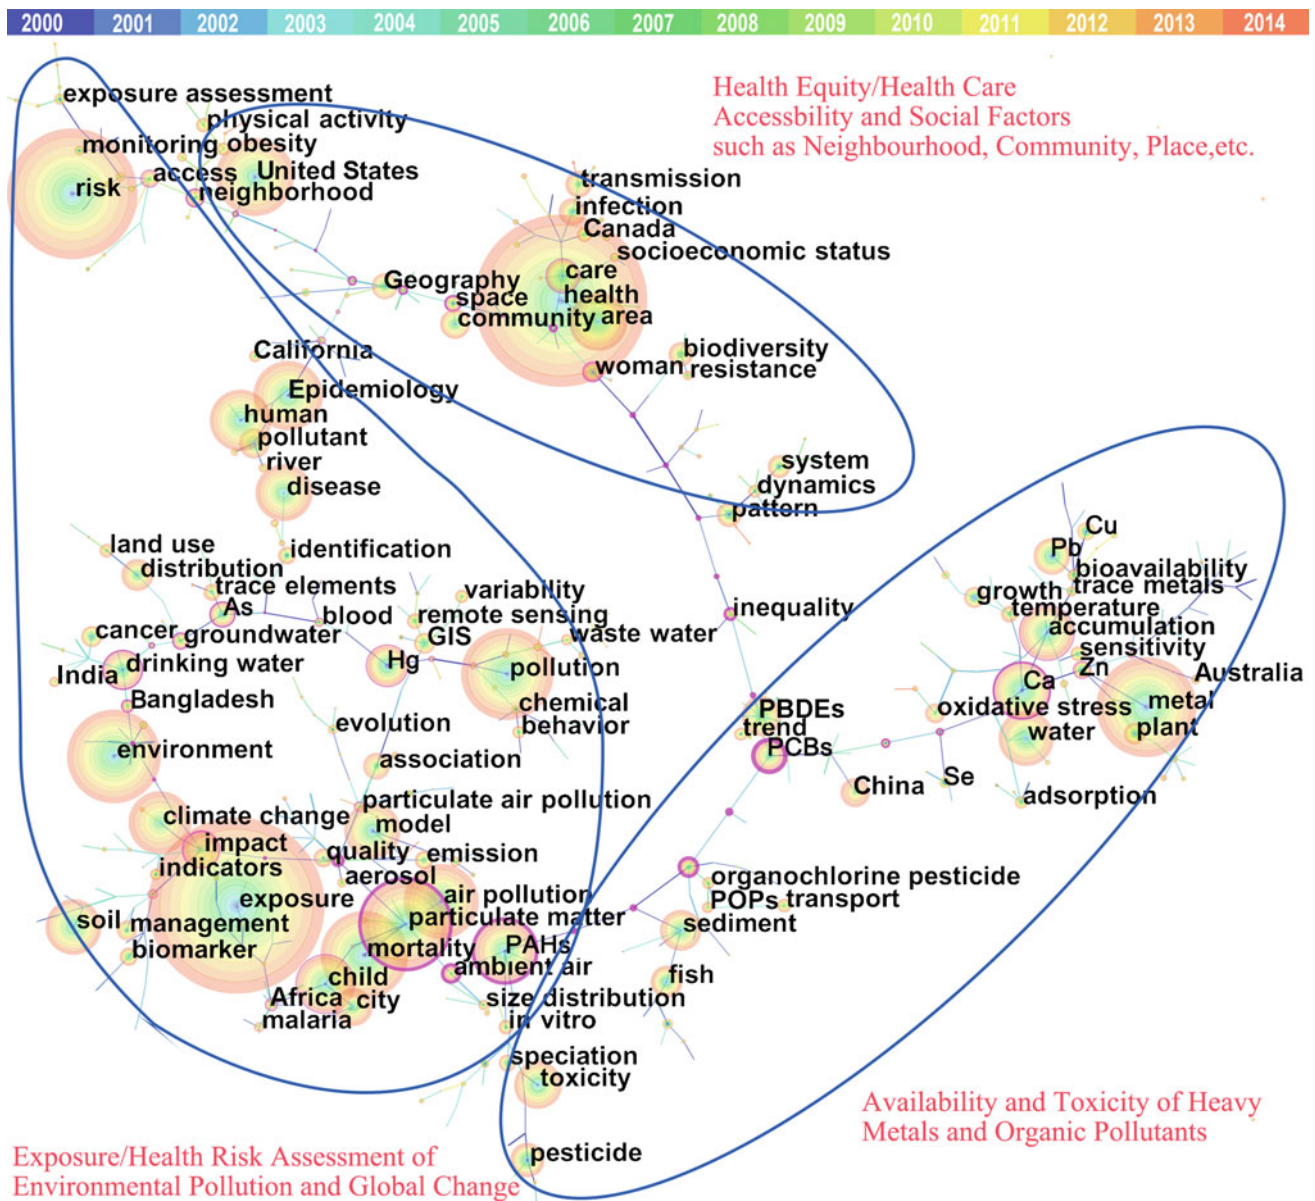 2000 2001 2002 2003 2004 2005 2006 2007 2008 2009 2010 2011 2012 2013 2014
Health Equity/Health Care
Accessbility and Social Factors
such as Neighbourhood, Community, Place,etc.
exposure assessment
physical activity
monitoring
obesity
access
United States
risk
neighborhood
transmission
infection
Canada
socioeconomic status
care
Geography
health
space
community
area
California
woman
biodiversity
resistance
Epidemiology
human
pollutant
river
disease
system
dynamics
pattern
land use
identification
distribution
trace elements
variability
As
blood
remote sensing
cancer
groundwater
GIS
waste water
inequality
India
drinking water
Hg
pollution
Bangladesh
chemical
behavior
evolution
environment
association
Cu
Pb
bioavailability
trace metals
growth
temperature
accumulation
sensitivity
Zn
Australia
Ca
metal
oxidative stress
plant
water
PBDEs
trend
PCBs
China
Se
adsorption
climate change
particulate air pollution
model
impact
quality
emission
indicators
aerosol
exposure
air pollution
soil
management
particulate matter
biomarker
mortality
PAHs
ambient air
child
Africa
city
size distribution
malaria
in vitro
organochlorine pesticide
POPs
transport
sediment
fish
speciation
toxicity
pesticide
Availability and Toxicity of Heavy
Metals and Organic Pollutants
Exposure/Health Risk Assessment of
Environmental Pollution and Global Change